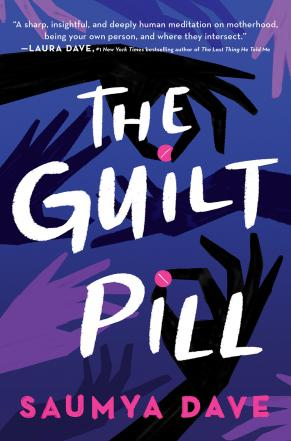 "A sharp, insightful, and deeply human meditation on motherhood,
being your own person, and where they intersect."
—LAURA DAVE, #1 New York Times bestselling author of The Last Thing He Told Me
THE
GUILT
PILL
SAUMYA DAVE